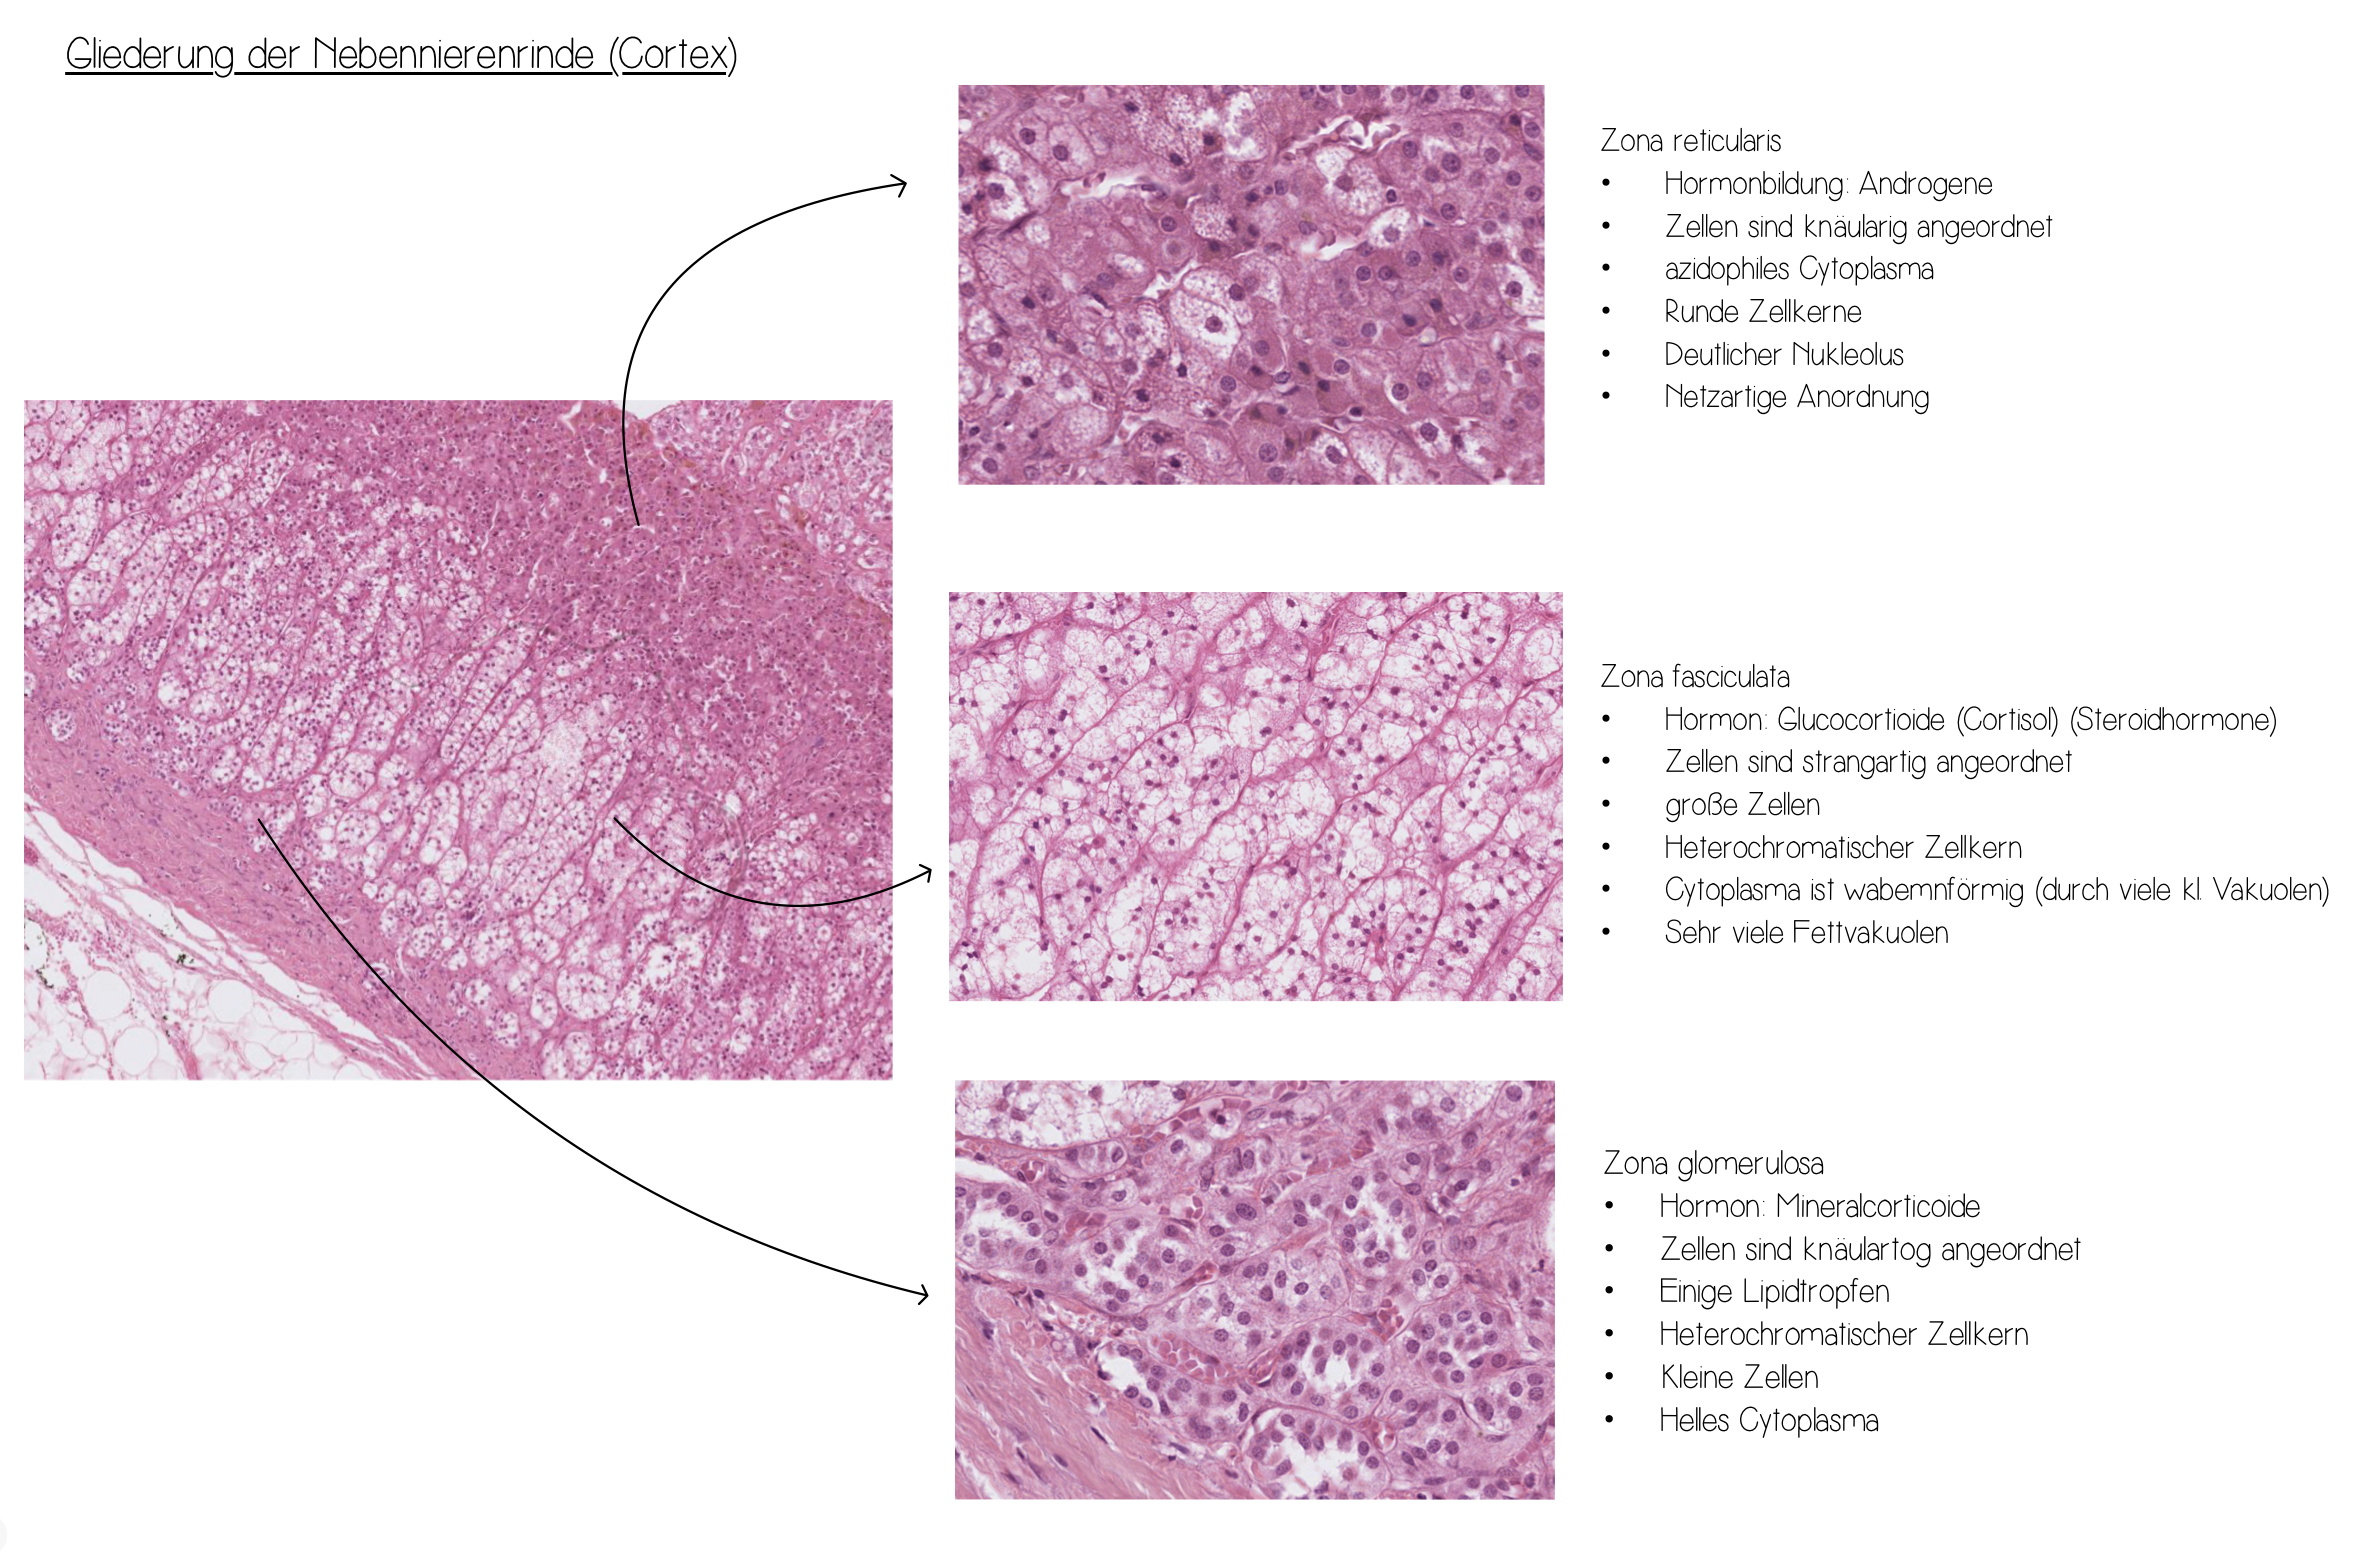 Gliederung der Nebennierenrinde (Cortex)
Zona reticularis
• Hormonbildung: Androgene
• Zellen sind knäularig angeordnet
• azidophiles Cytoplasma
• Runde Zellkerne
• Deutlicher Nukleolus
• Netzartige Anordnung
Zona fasciculata
• Hormon: Glucocortioide (Cortisol) (Steroidhormone)
• Zellen sind strangartig angeordnet
• große Zellen
• Heterochromatischer Zellkern
• Cytoplasma ist wabemnförmig (durch viele kl. Vakuolen)
• Sehr viele Fettvakuolen
Zona glomerulosa
• Hormon: Mineralcorticoide
• Zellen sind knäulartog angeordnet
• Einige Lipidtropfen
• Heterochromatischer Zellkern
• Kleine Zellen
• Helles Cytoplasma